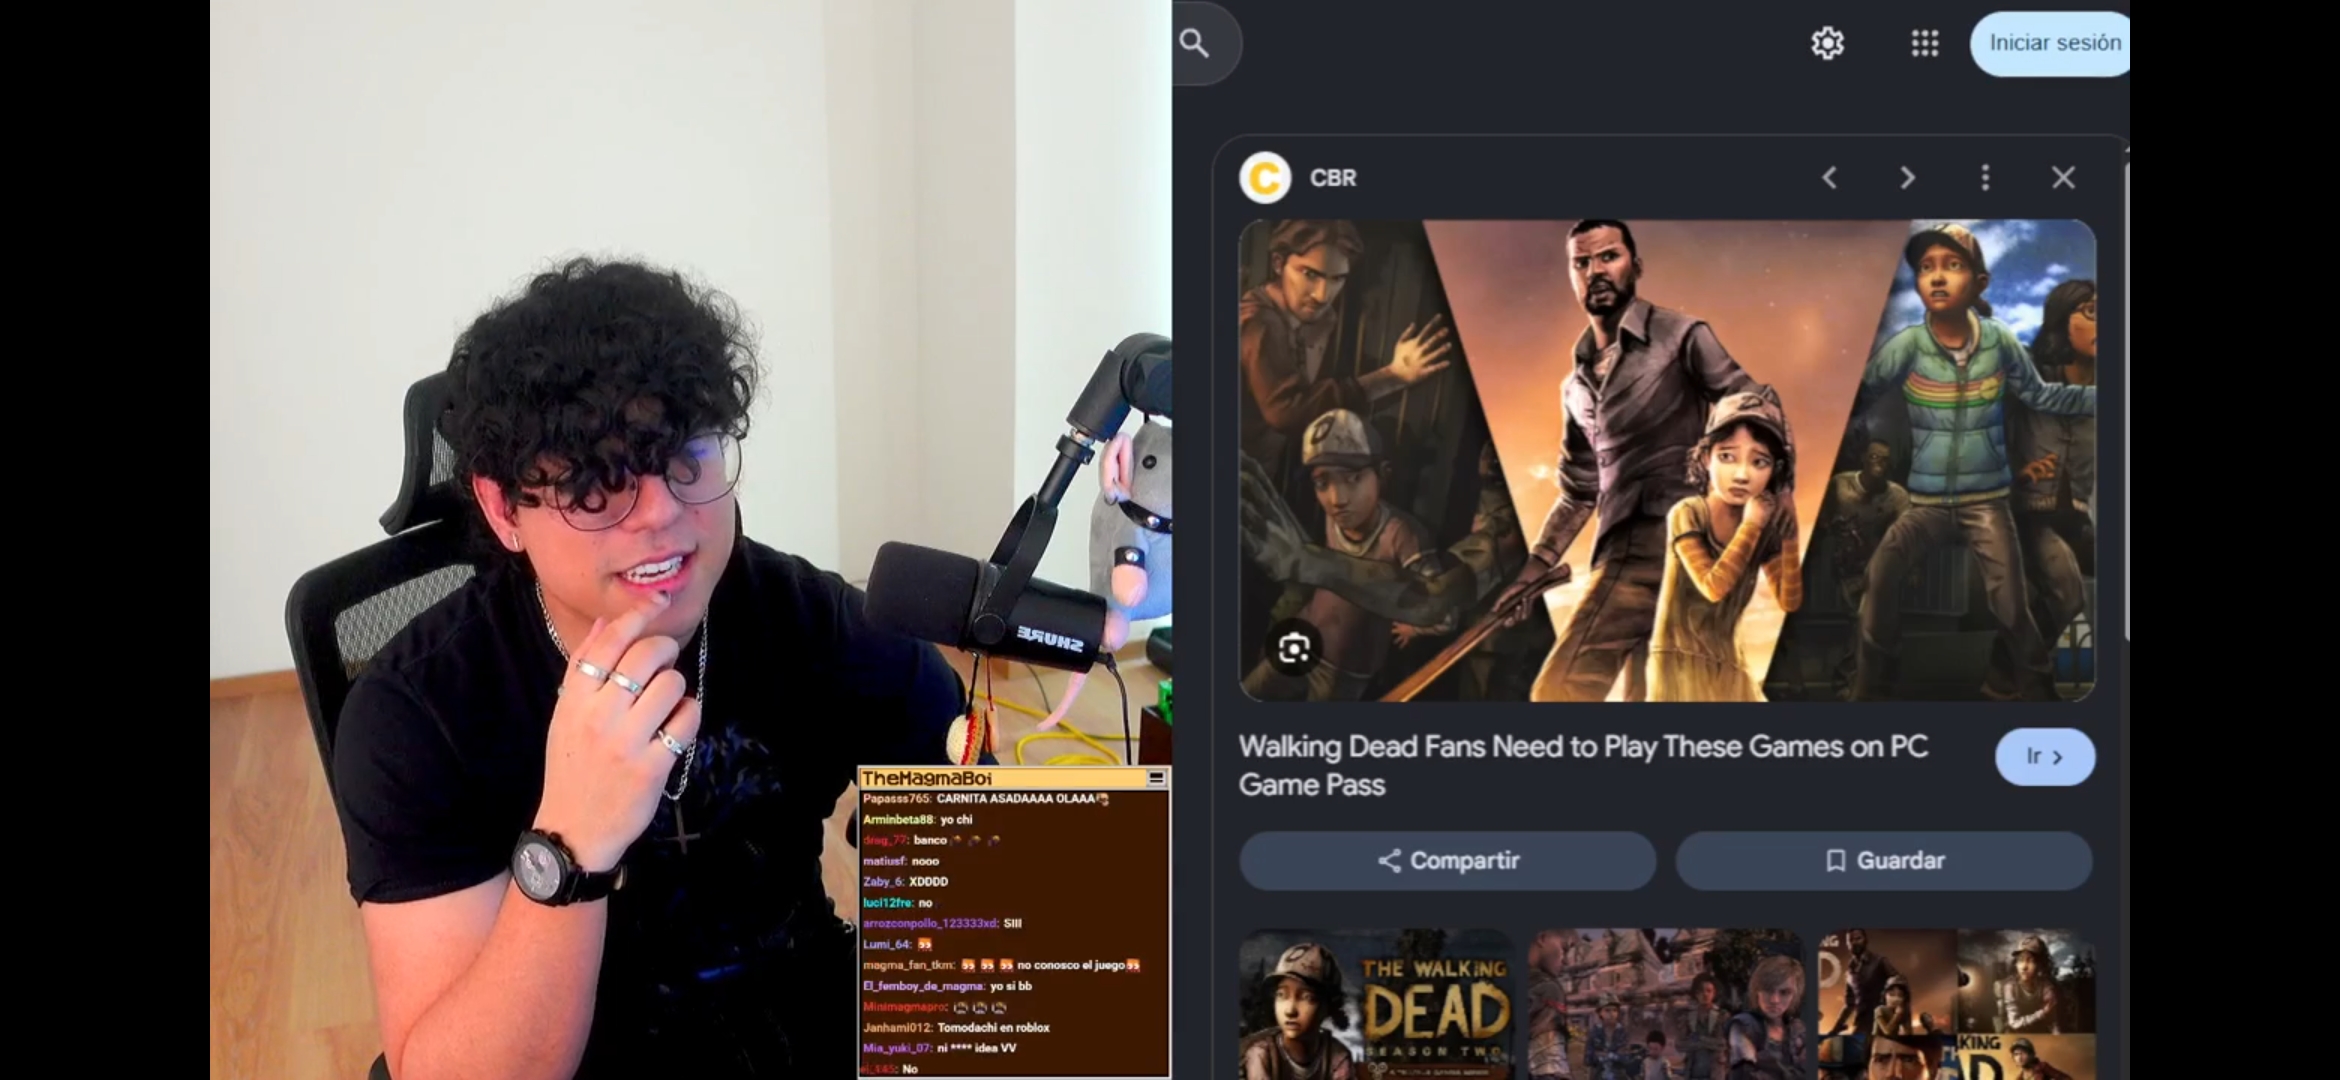 Iniciar sesión
C CBR
Walking Dead Fans Need to Play These Games on PC
Game Pass
Ir
Compartir
Guardar
THE WALKING
DEAD
SEASON TWO
KING
SHURE
TheMagmaBoi
Papasss765: CARNITA ASADAAAA OLAAA
Arminbeta88: yo chi
drag_77: banco
matiusf: nooo
Zaby_6: XDDDD
luci12fre: no
arrozconpollo_123333xd: SIII
Lumi_64:
magma_fan_tkm: no conosco el juego
El_femboy_de_magma: yo si bb
Minimagmapro:
Janhami012: Tomodachi en roblox
Mia_yuki_07: ni **** idea VV
No